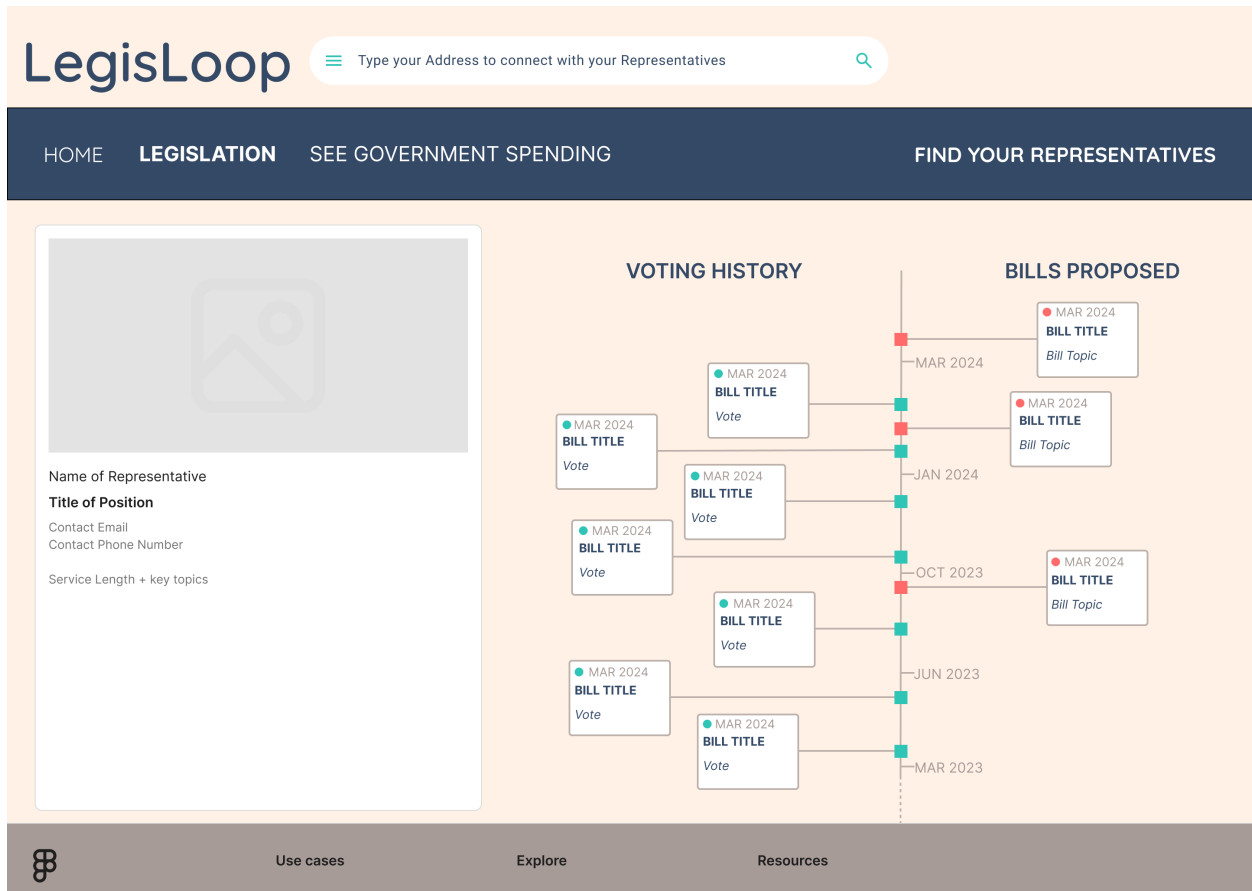 LegisLoop
Type your Address to connect with your Representatives
HOME
LEGISLATION
SEE GOVERNMENT SPENDING
FIND YOUR REPRESENTATIVES
Name of Representative
Title of Position
Contact Email
Contact Phone Number
Service Length + key topics
VOTING HISTORY
BILLS PROPOSED
MAR 2024
BILL TITLE
Bill Topic
MAR 2024
MAR 2024
BILL TITLE
Vote
MAR 2024
BILL TITLE
Bill Topic
MAR 2024
BILL TITLE
Vote
MAR 2024
BILL TITLE
Vote
JAN 2024
MAR 2024
BILL TITLE
Vote
OCT 2023
MAR 2024
BILL TITLE
Bill Topic
MAR 2024
BILL TITLE
Vote
JUN 2023
MAR 2024
BILL TITLE
Vote
MAR 2024
BILL TITLE
Vote
MAR 2023
Use cases
Explore
Resources